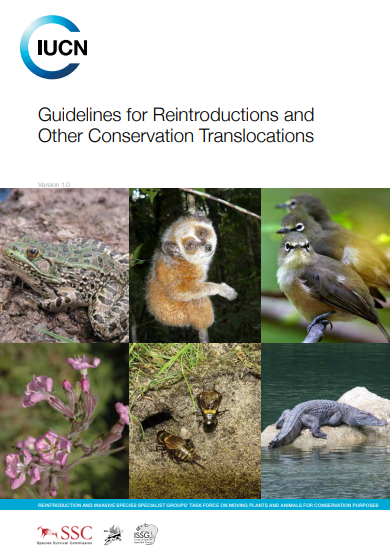 IUCN
Guidelines for Reintroductions and
Other Conservation Translocations
Version 1.0
REINTRODUCTION AND INVASIVE SPECIES SPECIALIST GROUPS' TASK FORCE ON MOVING PLANTS AND ANIMALS FOR CONSERVATION PURPOSES
SSC
Species Survival Commission
ISSG